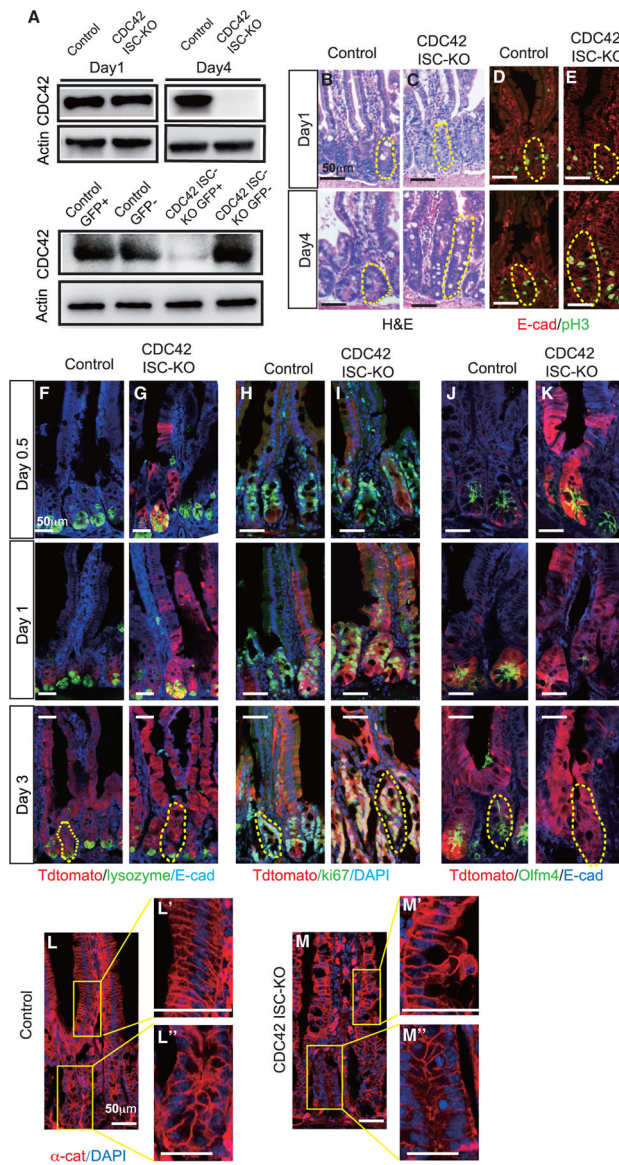 A
Control
CDC42
ISC-KO
Control
CDC42
ISC-KO
Day1
Day4
CDC42
Actin
Control
GFP+
Control
GFP-
CDC42 ISC-
KO GFP+
CDC42 ISC-
KO GFP-
CDC42
Actin
Control
CDC42
ISC-KO
Control
CDC42
ISC-KO
B
C
D
E
Day1
50μm
Day4
H&E
E-cad/pH3
Control
CDC42
ISC-KO
Control
CDC42
ISC-KO
Control
CDC42
ISC-KO
F
G
H
I
J
K
Day 0.5
50μm
Day 1
Day 3
Tdtomato/lysozyme/E-cad
Tdtomato/ki67/DAPI
Tdtomato/Olfm4/E-cad
L
L'
L''
M
M'
M''
Control
50μm
CDC42 ISC-KO
α-cat/DAPI